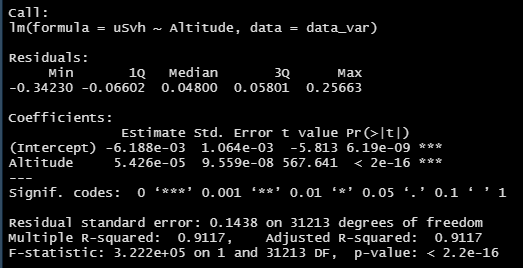 Call:
lm(formula = uSvh ~ Altitude, data = data_var)
Residuals:
Min 1Q Median 3Q Max
-0.34230 -0.06602 0.04800 0.05801 0.25663
Coefficients:
Estimate Std. Error t value Pr(>|t|)
(Intercept) -6.188e-03 1.064e-03 -5.813 6.19e-09 ***
Altitude 5.426e-05 9.559e-08 567.641 < 2e-16 ***
---
Signif. codes: 0 ‘***’ 0.001 ‘**’ 0.01 ‘*’ 0.05 ‘.’ 0.1 ‘ ’ 1
Residual standard error: 0.1438 on 31213 degrees of freedom
Multiple R-squared: 0.9117, Adjusted R-squared: 0.9117
F-statistic: 3.222e+05 on 1 and 31213 DF, p-value: < 2.2e-16